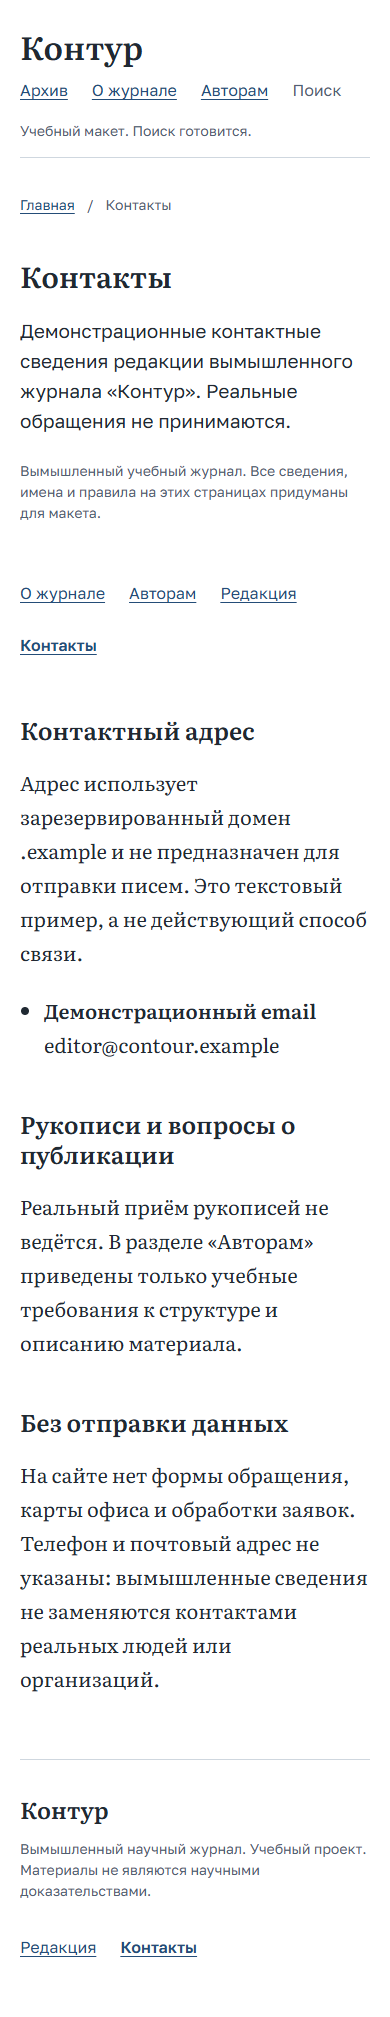 Контур
Архив О журнале Авторам Поиск
Учебный макет. Поиск готовится.
Главная / Контакты
Контакты
Демонстрационные контактные
сведения редакции вымышленного
журнала «Контур». Реальные
обращения не принимаются.
Вымышленный учебный журнал. Все сведения,
имена и правила на этих страницах придуманы
для макета.
О журнале Авторам Редакция
Контакты
Контактный адрес
Адрес использует
зарезервированный домен
.example и не предназначен для
отправки писем. Это текстовый
пример, а не действующий способ
связи.
• Демонстрационный email
editor@contour.example
Рукописи и вопросы о
публикации
Реальный приём рукописей не
ведётся. В разделе «Авторам»
приведены только учебные
требования к структуре и
описанию материала.
Без отправки данных
На сайте нет формы обращения,
карты офиса и обработки заявок.
Телефон и почтовый адрес не
указаны: вымышленные сведения
не заменяются контактами
реальных людей или
организаций.
Контур
Вымышленный научный журнал. Учебный проект.
Материалы не являются научными
доказательствами.
Редакция Контакты